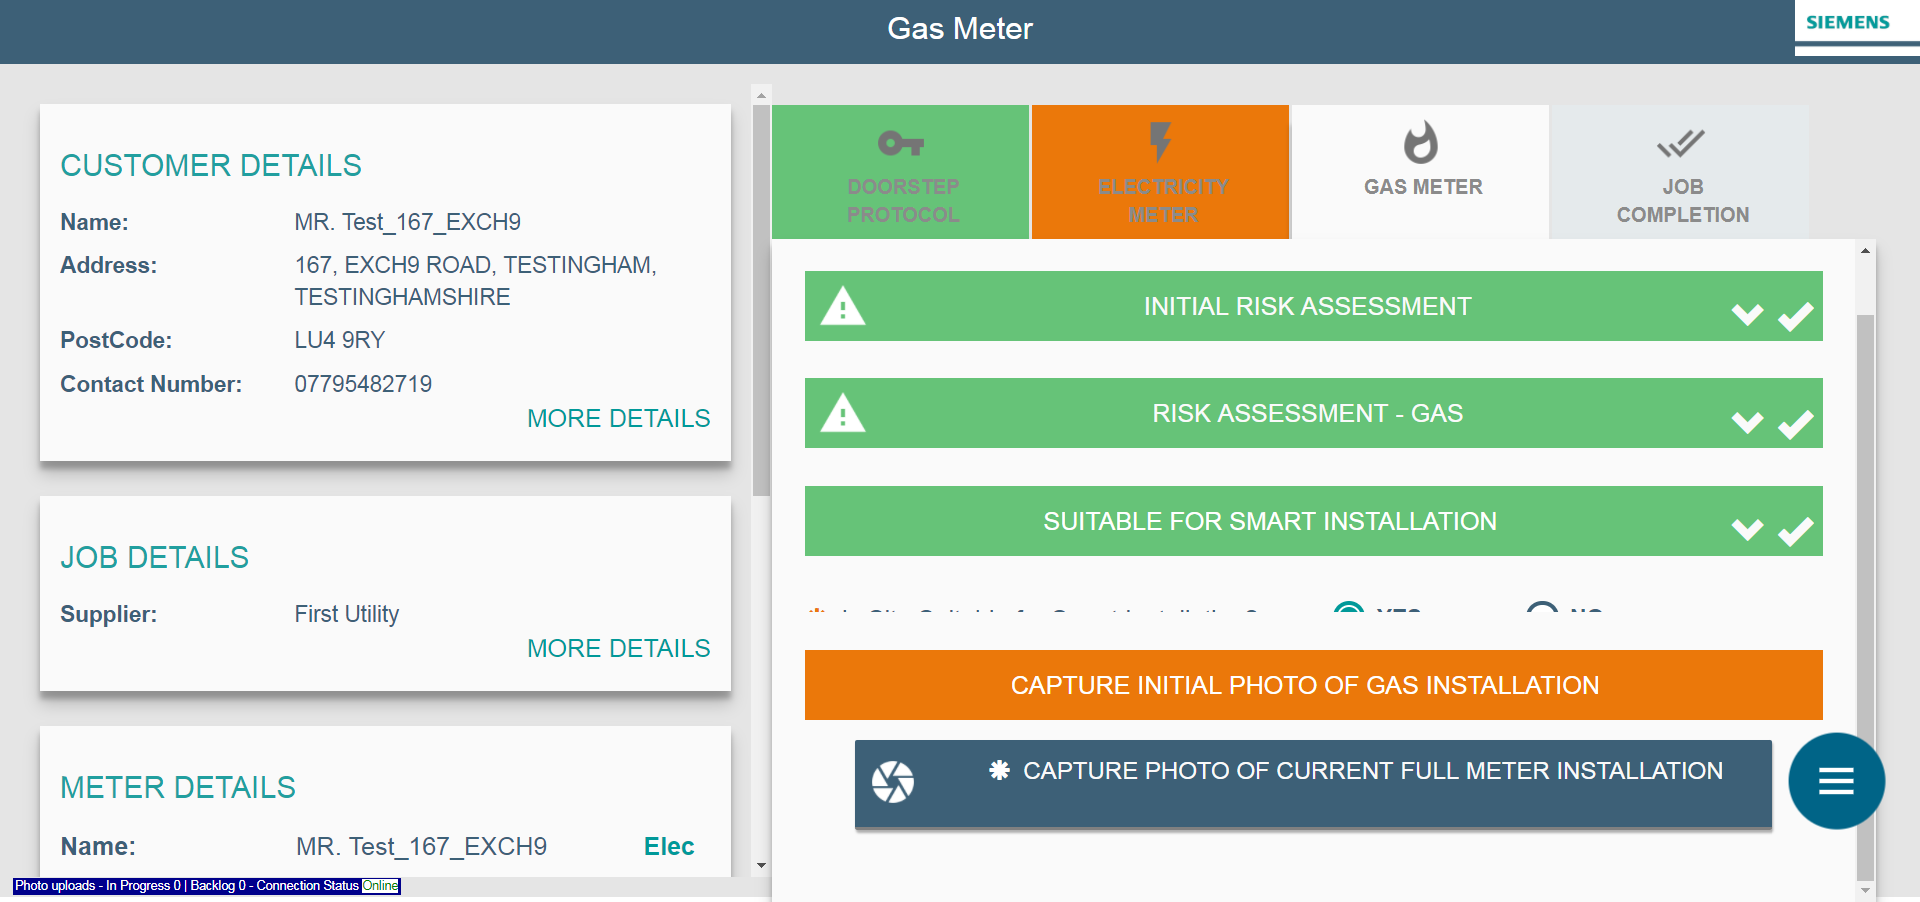 Gas Meter
SIEMENS
CUSTOMER DETAILS
Name: MR. Test_167_EXCH9
Address: 167, EXCH9 ROAD, TESTINGHAM,
TESTINGHAMSHIRE
PostCode: LU4 9RY
Contact Number: 07795482719
MORE DETAILS
JOB DETAILS
Supplier: First Utility
MORE DETAILS
METER DETAILS
Name: MR. Test_167_EXCH9 Elec
Photo uploads - In Progress 0 | Backlog 0 - Connection Status Online
DOORSTEP
PROTOCOL
ELECTRICITY
METER
GAS METER
JOB
COMPLETION
INITIAL RISK ASSESSMENT
RISK ASSESSMENT - GAS
SUITABLE FOR SMART INSTALLATION
YES NO
CAPTURE INITIAL PHOTO OF GAS INSTALLATION
CAPTURE PHOTO OF CURRENT FULL METER INSTALLATION